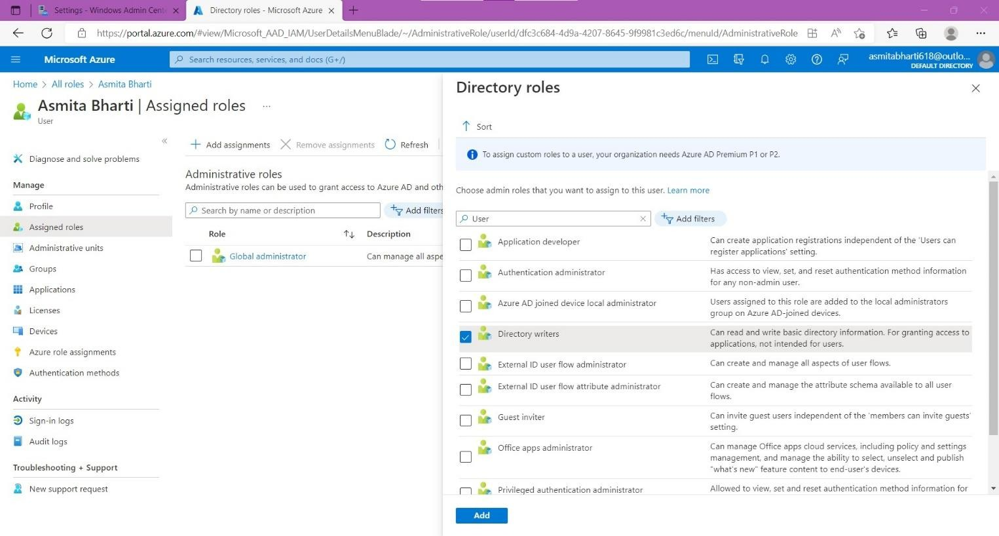 Settings - Windows Admin Cent
Directory roles - Microsoft Azure
https://portal.azure.com/#view/Microsoft_AAD_IAM/UserDetailsMenuBlade/~/AdministrativeRole/userId/dfc3c684-4d9a-4207-8645-9f9981c3ed6c/menuId/AdministrativeRole
Microsoft Azure
Search resources, services, and docs (G+/)
asmitabharti618@outlo...
DEFAULT DIRECTORY
Home > All roles > Asmita Bharti
Asmita Bharti | Assigned roles ...
User
Diagnose and solve problems
Manage
Profile
Assigned roles
Administrative units
Groups
Applications
Licenses
Devices
Azure role assignments
Authentication methods
Activity
Sign-in logs
Audit logs
Troubleshooting + Support
New support request
Add assignments
Remove assignments
Refresh
Administrative roles
Administrative roles can be used to grant access to Azure AD and oth
Search by name or description
Add filters
Role
Description
Global administrator
Can manage all aspe
Directory roles
Sort
To assign custom roles to a user, your organization needs Azure AD Premium P1 or P2.
Choose admin roles that you want to assign to this user. Learn more
User
Add filters
Application developer
Can create application registrations independent of the 'Users can
register applications' setting.
Authentication administrator
Has access to view, set, and reset authentication method information
for any non-admin user.
Azure AD joined device local administrator
Users assigned to this role are added to the local administrators
group on Azure AD-joined devices.
Directory writers
Can read and write basic directory information. For granting access to
applications, not intended for users.
External ID user flow administrator
Can create and manage all aspects of user flows.
External ID user flow attribute administrator
Can create and manage the attribute schema available to all user
flows.
Guest inviter
Can invite guest users independent of the 'members can invite guests'
setting.
Office apps administrator
Can manage Office apps cloud services, including policy and settings
management, and manage the ability to select, unselect and publish
"what's new" feature content to end-user's devices.
Privileged authentication administrator
Allowed to view, set and reset authentication method information for
Add